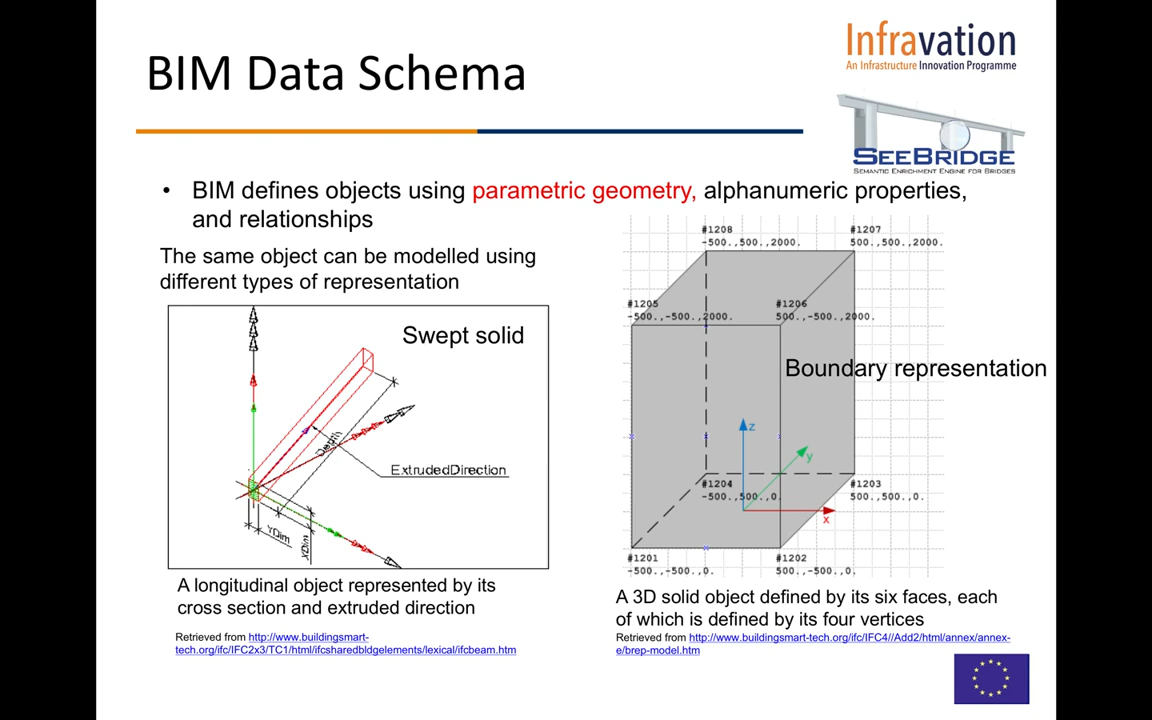 BIM Data Schema
Infravation
An Infrastructure Innovation Programme
SEEBRIDGE
SEMANTIC ENRICHMENT ENGINE FOR BRIDGES
• BIM defines objects using parametric geometry, alphanumeric properties,
and relationships
The same object can be modelled using
different types of representation
Swept solid
Depth
ExtrudedDirection
YDim
XDim
A longitudinal object represented by its
cross section and extruded direction
Retrieved from http://www.buildingsmart-
tech.org/ifc/IFC2x3/TC1/html/ifcsharedbldgelements/lexical/ifcbeam.htm
#1208
-500.,500.,2000.
#1207
500.,500.,2000.
#1205
-500.,-500.,2000.
#1206
500.,-500.,2000.
Boundary representation
z
y
x
#1204
-500.,500.,0.
#1203
500.,500.,0.
#1201
-500.,-500.,0.
#1202
500.,-500.,0.
A 3D solid object defined by its six faces, each
of which is defined by its four vertices
Retrieved from http://www.buildingsmart-tech.org/ifc/IFC4//Add2/html/annex/annex-
e/brep-model.htm